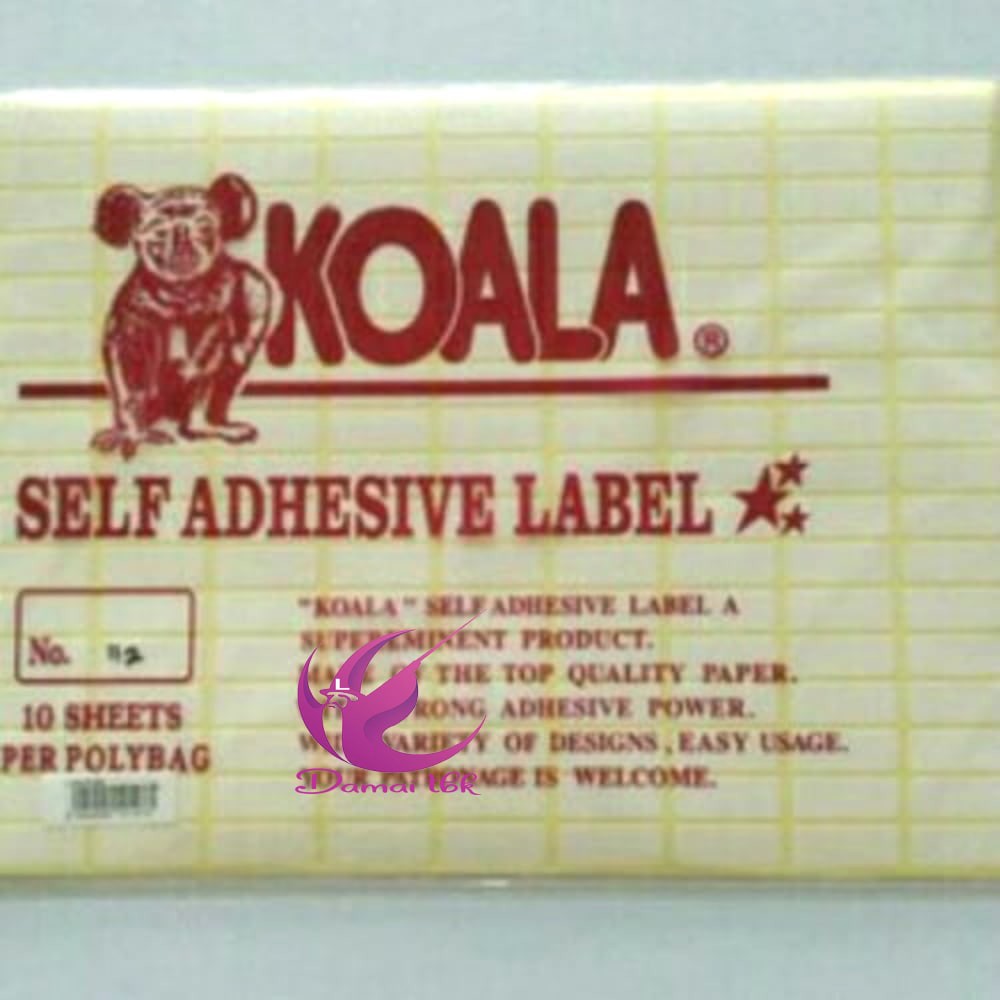 KOALA ®
SELF ADHESIVE LABEL
No.
10 SHEETS
PER POLYBAG
"KOALA" SELF ADHESIVE LABEL A
PRODUCT.
THE TOP QUALITY PAPER.
ADHESIVE POWER.
VARIETY OF DESIGNS, EASY USAGE.
IS WELCOME.
L
Damar